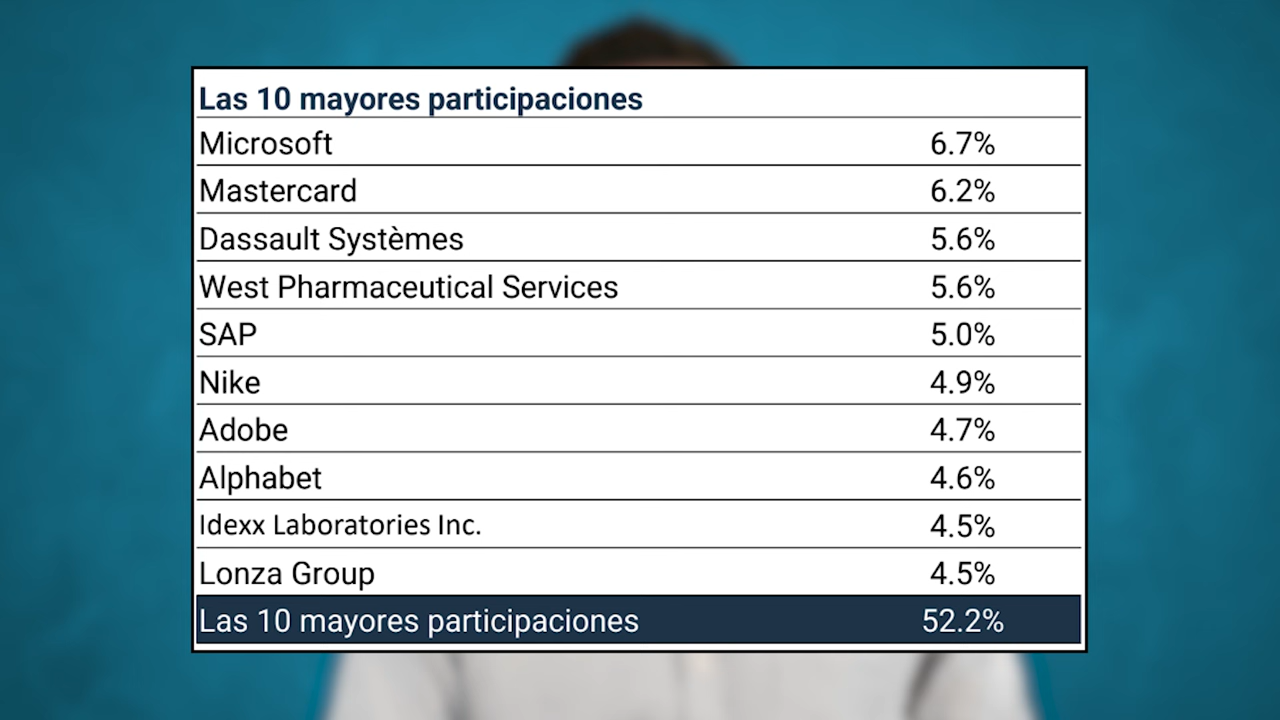 Las 10 mayores participaciones
Microsoft 6.7%
Mastercard 6.2%
Dassault Systèmes 5.6%
West Pharmaceutical Services 5.6%
SAP 5.0%
Nike 4.9%
Adobe 4.7%
Alphabet 4.6%
Idexx Laboratories Inc. 4.5%
Lonza Group 4.5%
Las 10 mayores participaciones 52.2%